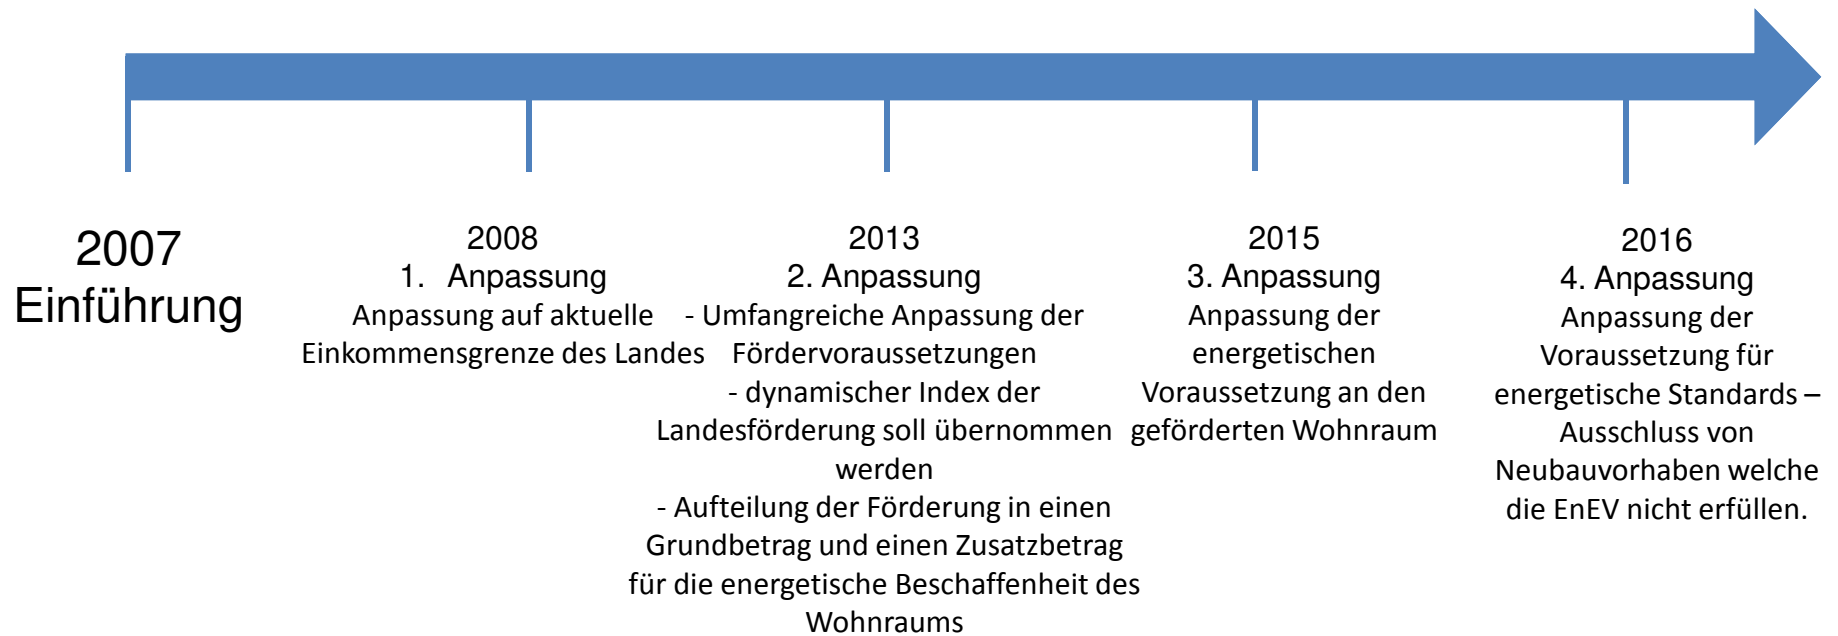 2007
Einführung
2008
1. Anpassung
Anpassung auf aktuelle
Einkommensgrenze des Landes
2013
2. Anpassung
- Umfangreiche Anpassung der
Fördervoraussetzungen
- dynamischer Index der
Landesförderung soll übernommen
werden
- Aufteilung der Förderung in einen
Grundbetrag und einen Zusatzbetrag
für die energetische Beschaffenheit des
Wohnraums
2015
3. Anpassung
Anpassung der
energetischen
Voraussetzung an den
geförderten Wohnraum
2016
4. Anpassung
Anpassung der
Voraussetzung für
energetische Standards –
Ausschluss von
Neubauvorhaben welche
die EnEV nicht erfüllen.